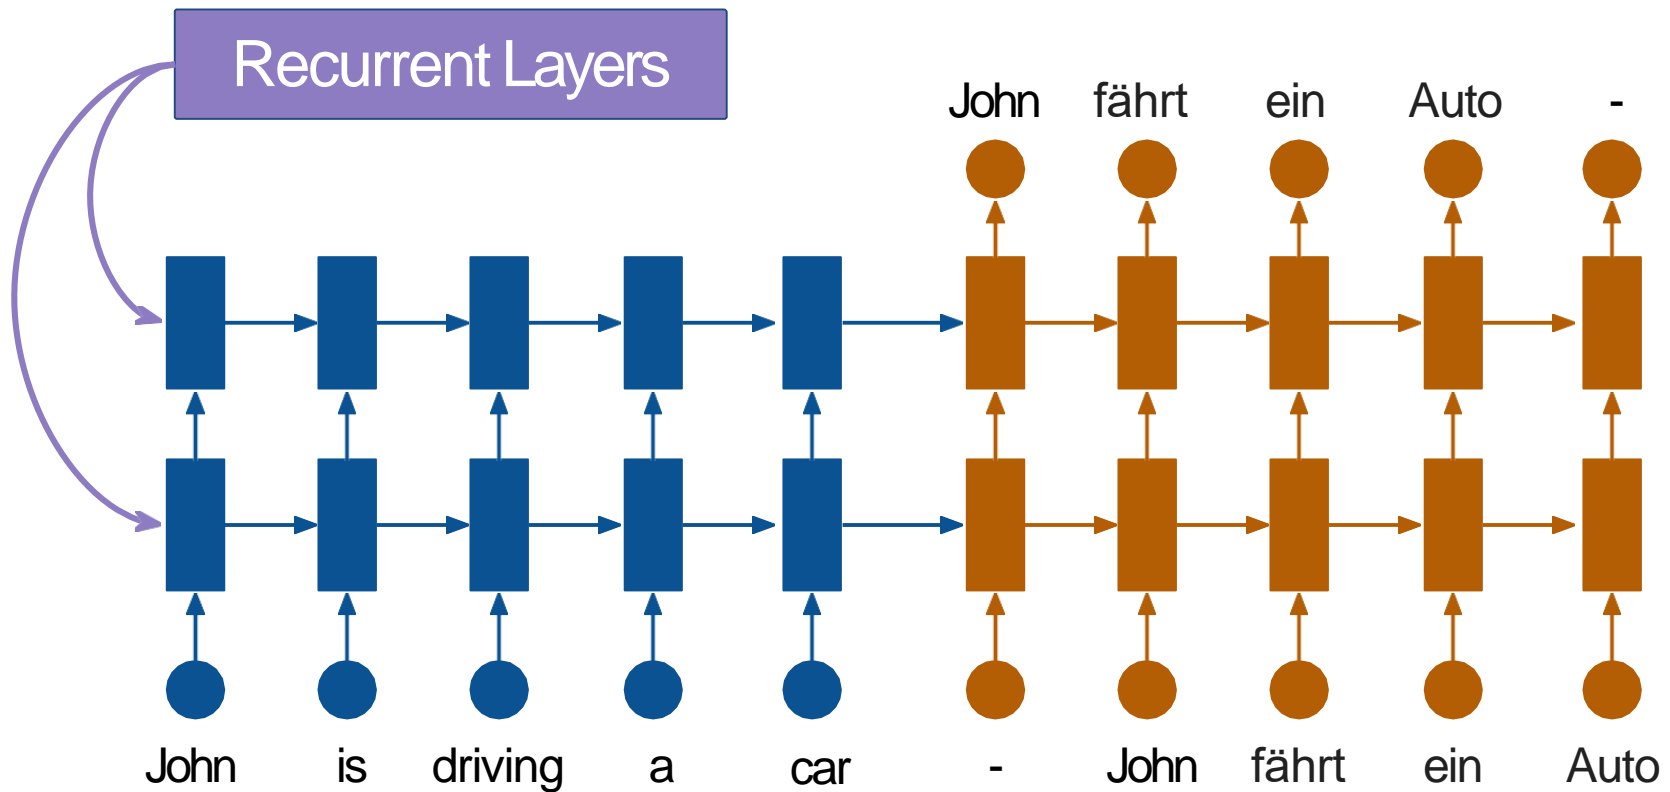 Recurrent Layers
John fährt ein Auto -
John is driving a car - John fährt ein Auto